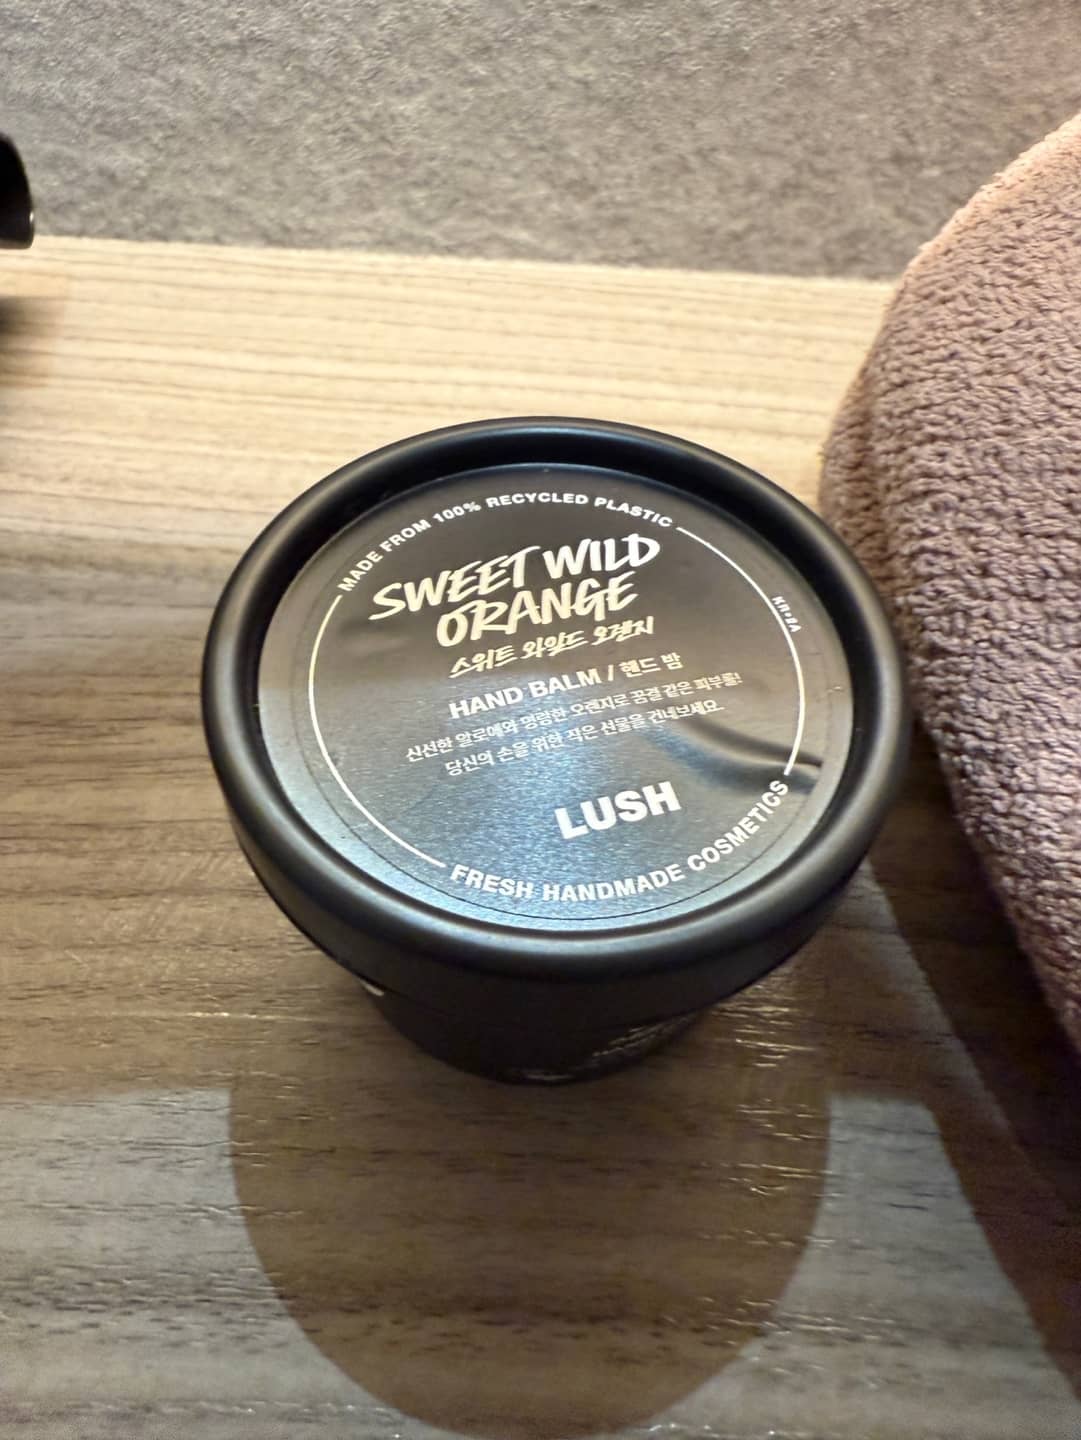 MADE FROM 100% RECYCLED PLASTIC
SWEET WILD
ORANGE
스위트 와일드 오렌지
HAND BALM / 핸드 밤
신선한 알로에와 명랑한 오렌지로 꿈결 같은 피부를!
당신의 손을 위한 작은 선물을 건네보세요.
LUSH
FRESH HANDMADE COSMETICS